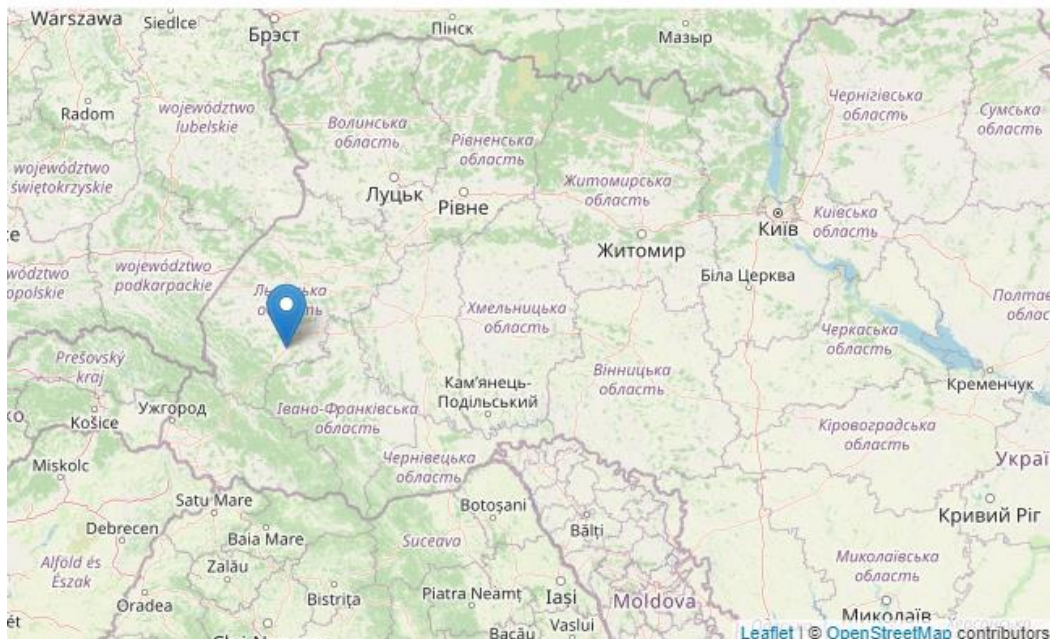 Warszawa
Siedlce
Брэст
Пінск
Мазыр
Radom
województwo
lubelskie
Волинська
область
Рівненська
область
Чернігівська
область
Сумська
область
województwo
świętokrzyskie
Луцьк
Рівне
Житомирська
область
Київ
Київська
область
Житомир
województwo
podkarpackie
opolskie
Біла Церква
Хмельницька
область
Черкаська
область
Prešovský
kraj
Вінницька
область
Кам'янець-
Подільський
Кременчук
Ужгород
Košice
Івано-Франківська
область
Кіровоградська
область
Чернівецька
область
Miskolc
Украї
Satu Mare
Botoșani
Debrecen
Baia Mare
Bălți
Кривий Ріг
Suceava
Alföld és
Észak
Zalău
Миколаївська
область
Oradea
Bistrița
Piatra Neamț
Iași
Moldova
Миколаїв
Vaslui
Bacău
Leaflet | © OpenStreetMap contributors